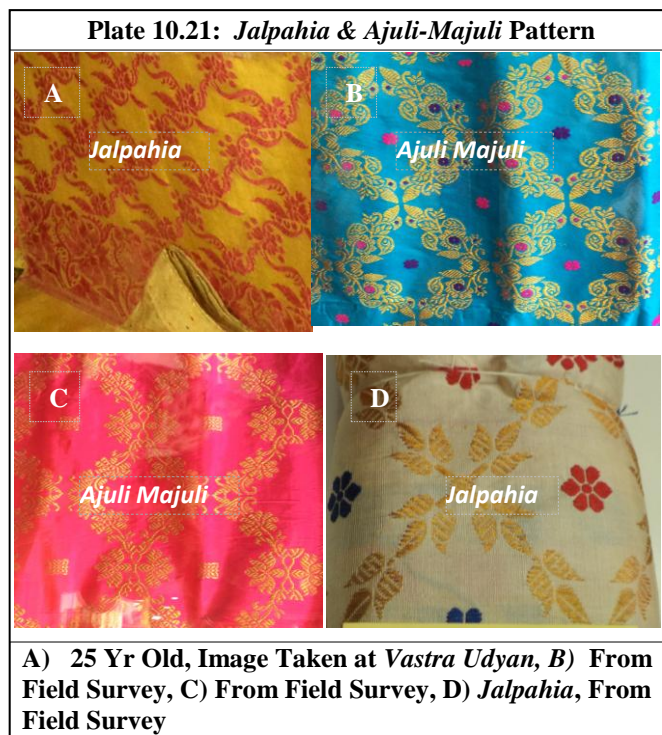 Plate 10.21: Jalpahia & Ajuli-Majuli Pattern
A
Jalpahia
B
Ajuli Majuli
C
Ajuli Majuli
D
Jalpahia
A) 25 Yr Old, Image Taken at Vastra Udyan, B) From
Field Survey, C) From Field Survey, D) Jalpahia, From
Field Survey